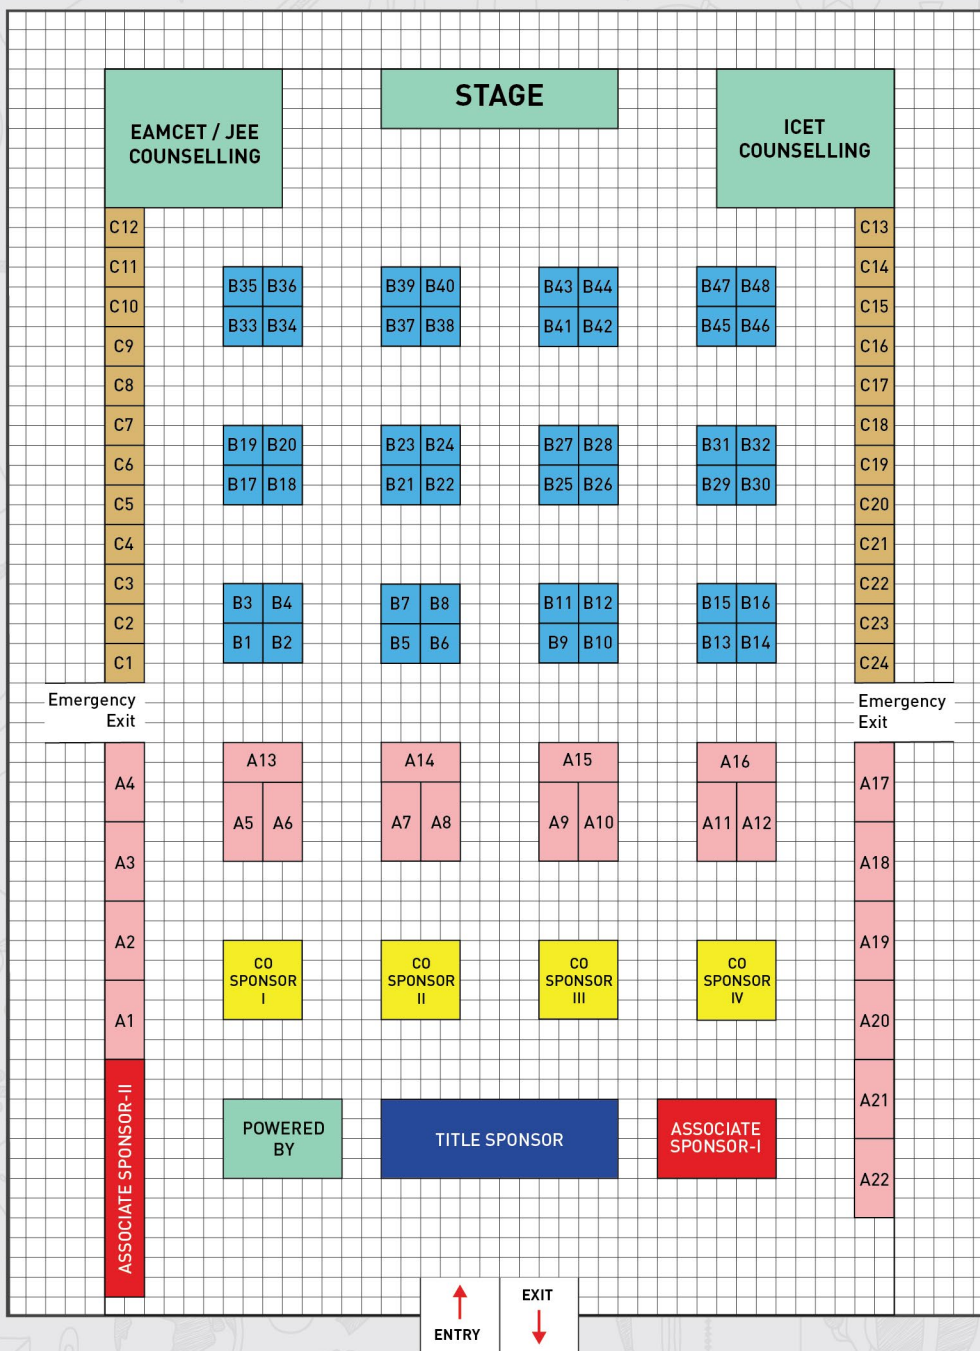 STAGE
EAMCET / JEE
COUNSELLING
ICET
COUNSELLING
C12
C13
C11
C14
B35 B36
B39 B40
B43 B44
B47 B48
C10
C15
B33 B34
B37 B38
B41 B42
B45 B46
C9
C16
C8
C17
C7
C18
B19 B20
B23 B24
B27 B28
B31 B32
C6
C19
B17 B18
B21 B22
B25 B26
B29 B30
C5
C20
C4
C21
C3
C22
B3 B4
B7 B8
B11 B12
B15 B16
C2
C23
B1 B2
B5 B6
B9 B10
B13 B14
C1
C24
Emergency
Exit
Emergency
Exit
A13
A14
A15
A16
A4
A17
A5 A6
A7 A8
A9 A10
A11 A12
A3
A18
A2
A19
CO
SPONSOR
I
CO
SPONSOR
II
CO
SPONSOR
III
CO
SPONSOR
IV
A1
A20
ASSOCIATE SPONSOR-II
POWERED
BY
TITLE SPONSOR
ASSOCIATE
SPONSOR-I
A21
A22
ENTRY
EXIT